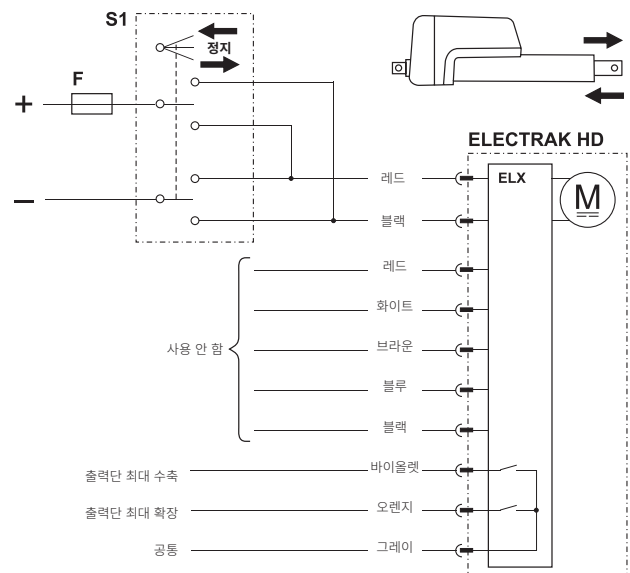 S1
정지
F
+
−
ELECTRAK HD
ELX
M
레드
블랙
레드
화이트
브라운
블루
블랙
사용 안 함
출력단 최대 수축
바이올렛
출력단 최대 확장
오렌지
공통
그레이